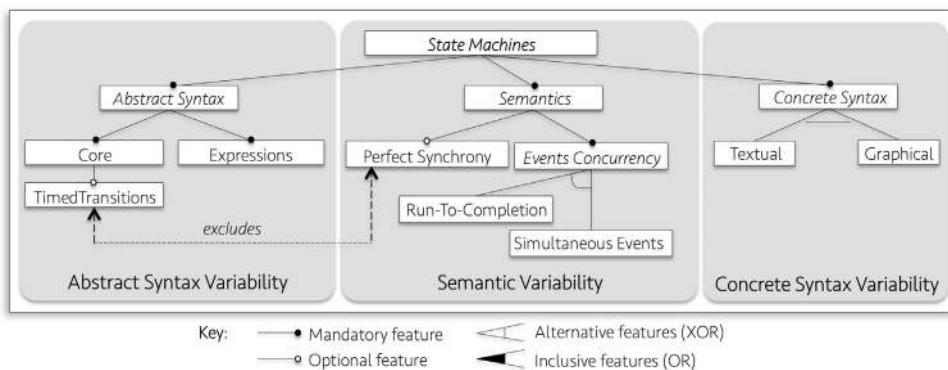 State Machines
Abstract Syntax
Semantics
Concrete Syntax
Core
Expressions
Perfect Synchrony
Events Concurrency
Textual
Graphical
TimedTransitions
Run-To-Completion
excludes
Simultaneous Events
Abstract Syntax Variability
Semantic Variability
Concrete Syntax Variability
Key:
Mandatory feature
Alternative features (XOR)
Optional feature
Inclusive features (OR)